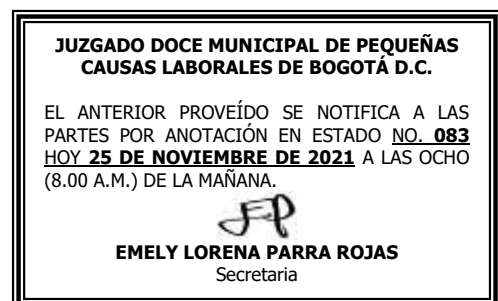 JUZGADO DOCE MUNICIPAL DE PEQUEÑAS
CAUSAS LABORALES DE BOGOTÁ D.C.
EL ANTERIOR PROVEÍDO SE NOTIFICA A LAS
PARTES POR ANOTACIÓN EN ESTADO NO. 083
HOY 25 DE NOVIEMBRE DE 2021 A LAS OCHO
(8.00 A.M.) DE LA MAÑANA.
EMELY LORENA PARRA ROJAS
Secretaria